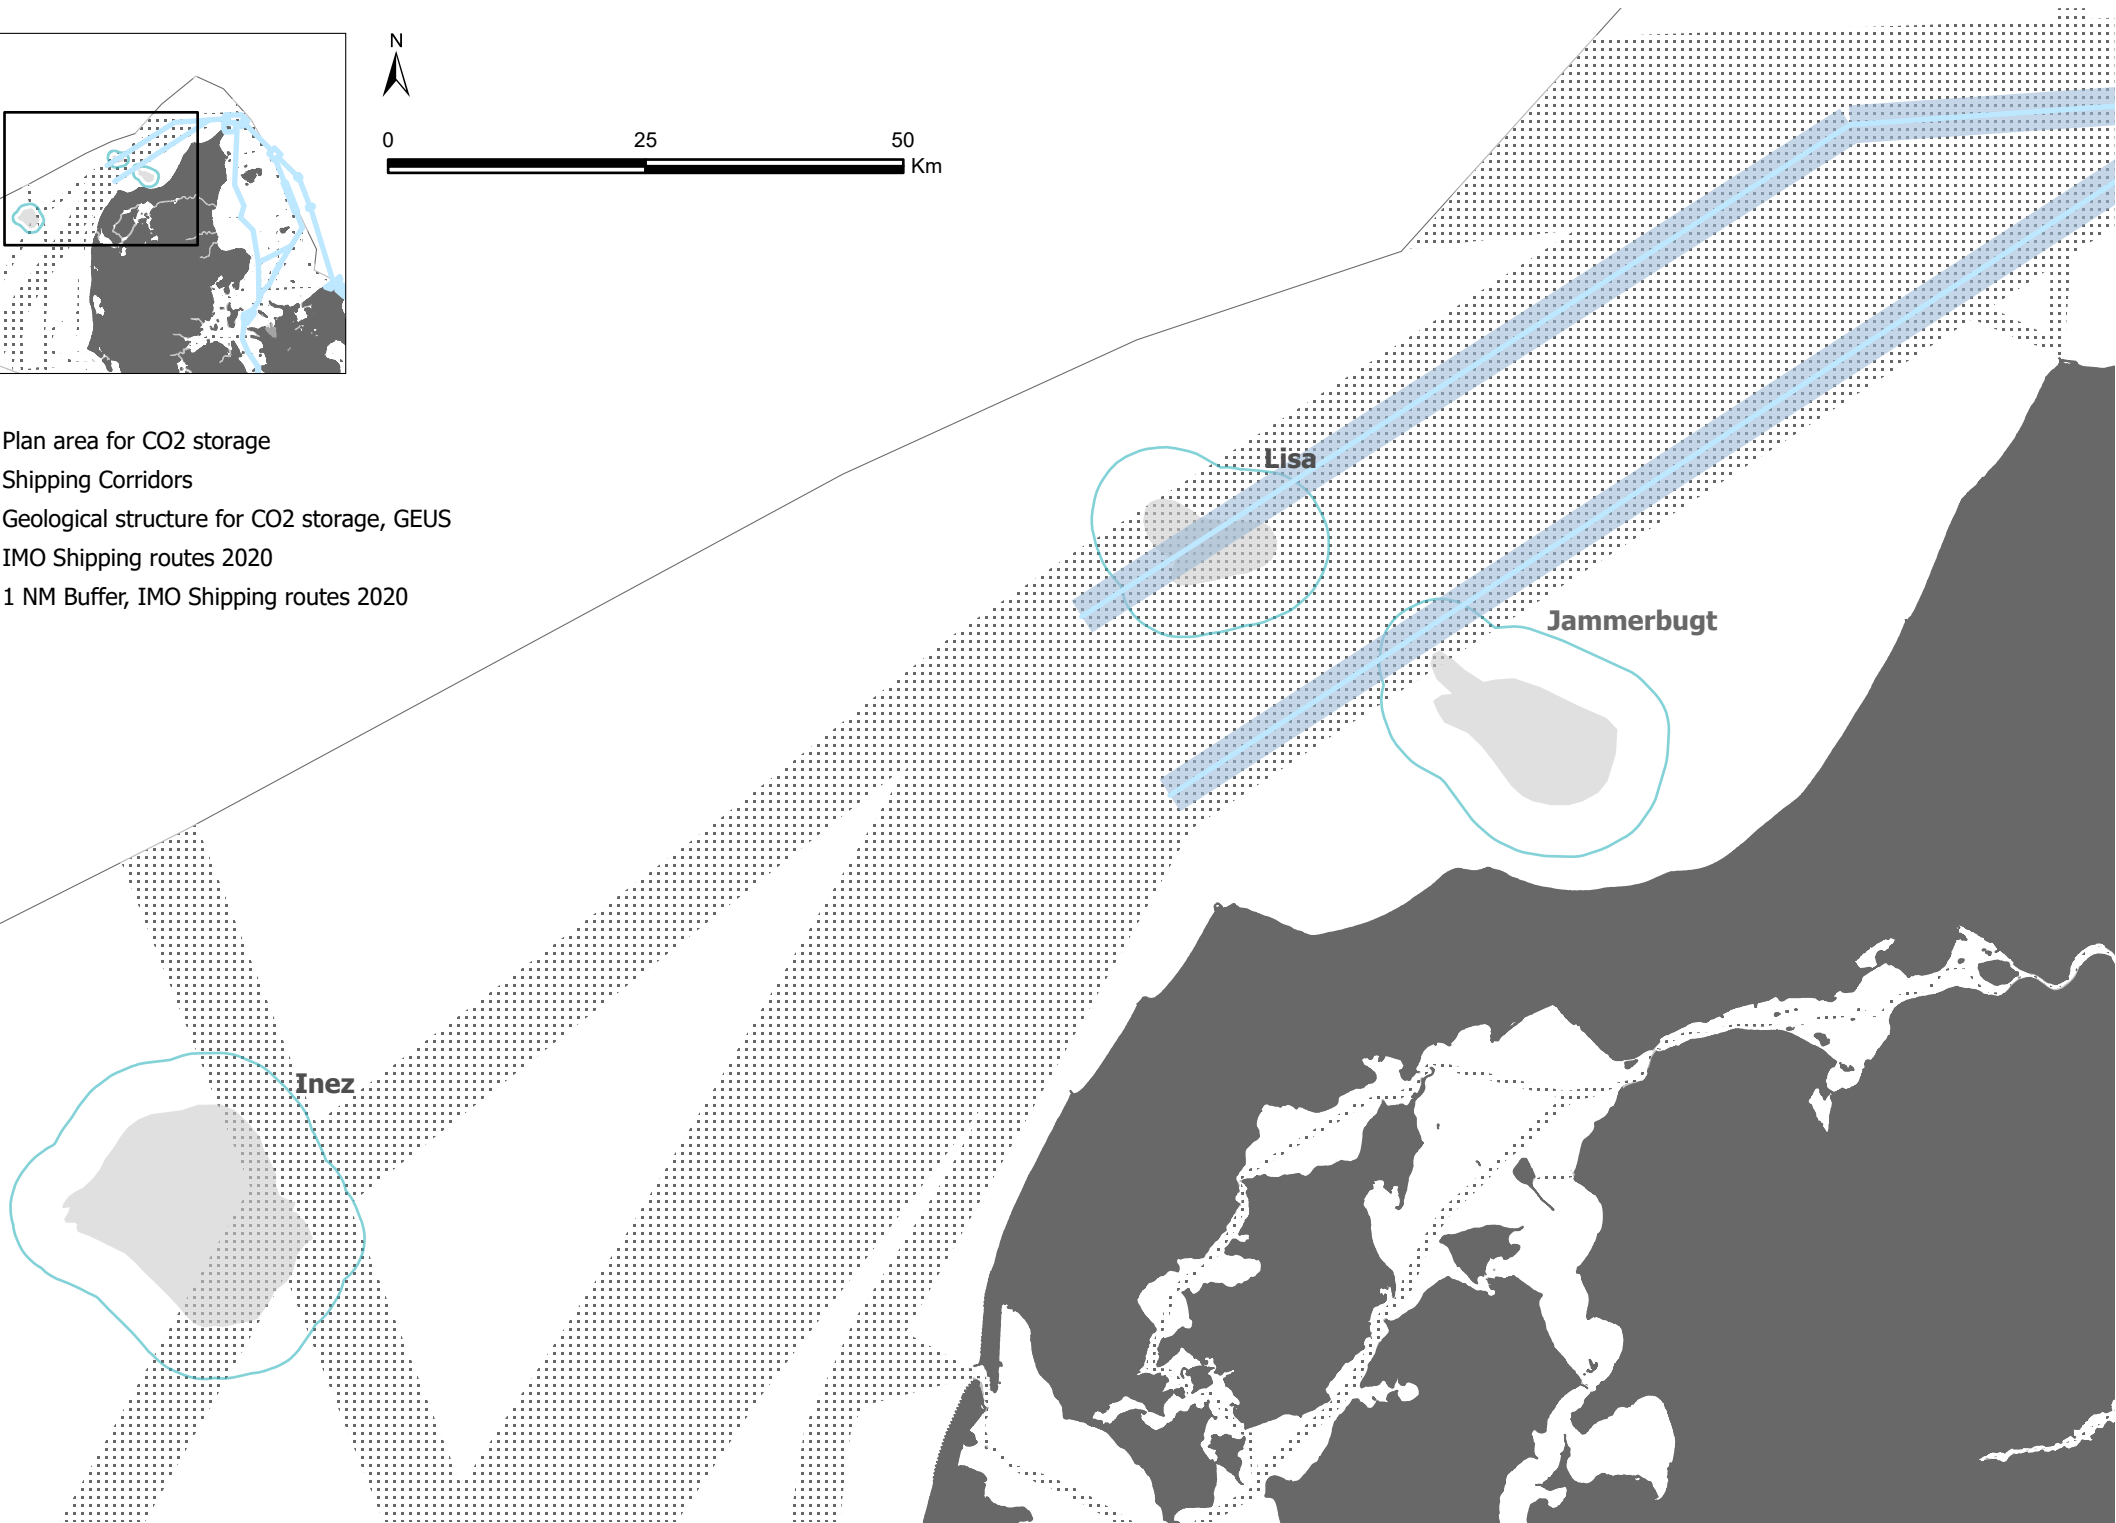 N
0 25 50
Km
Plan area for CO2 storage
Shipping Corridors
Geological structure for CO2 storage, GEUS
IMO Shipping routes 2020
1 NM Buffer, IMO Shipping routes 2020
Lisa
Jammerbugt
Inez